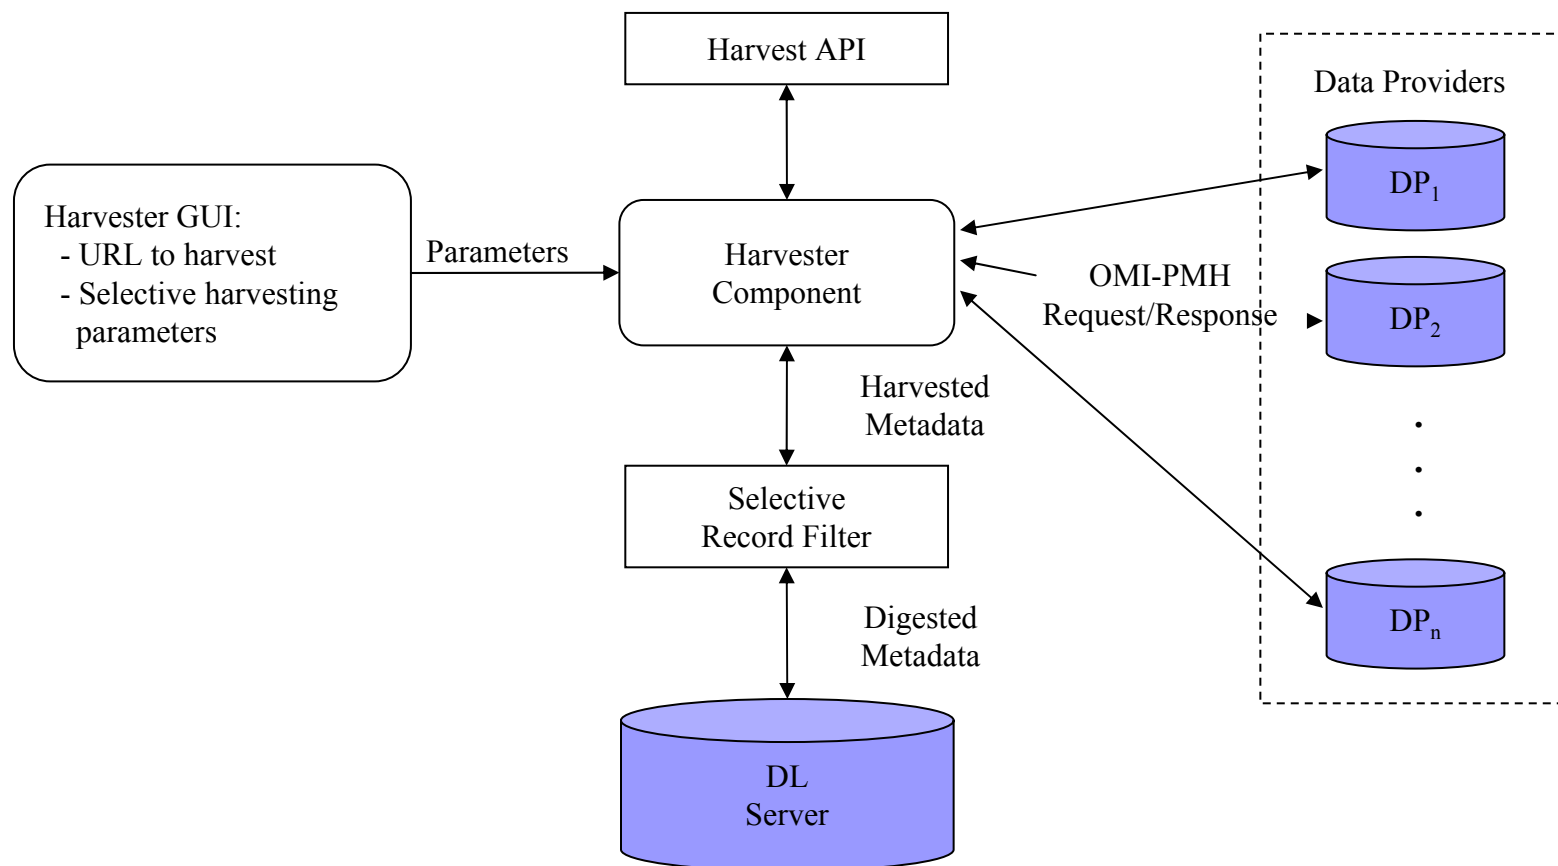 Harvest API
Data Providers
DP1
Harvester GUI:
- URL to harvest
- Selective harvesting
parameters
Parameters
Harvester
Component
OMI-PMH
Request/Response
DP2
Harvested
Metadata
.
.
.
Selective
Record Filter
DPn
Digested
Metadata
DL
Server